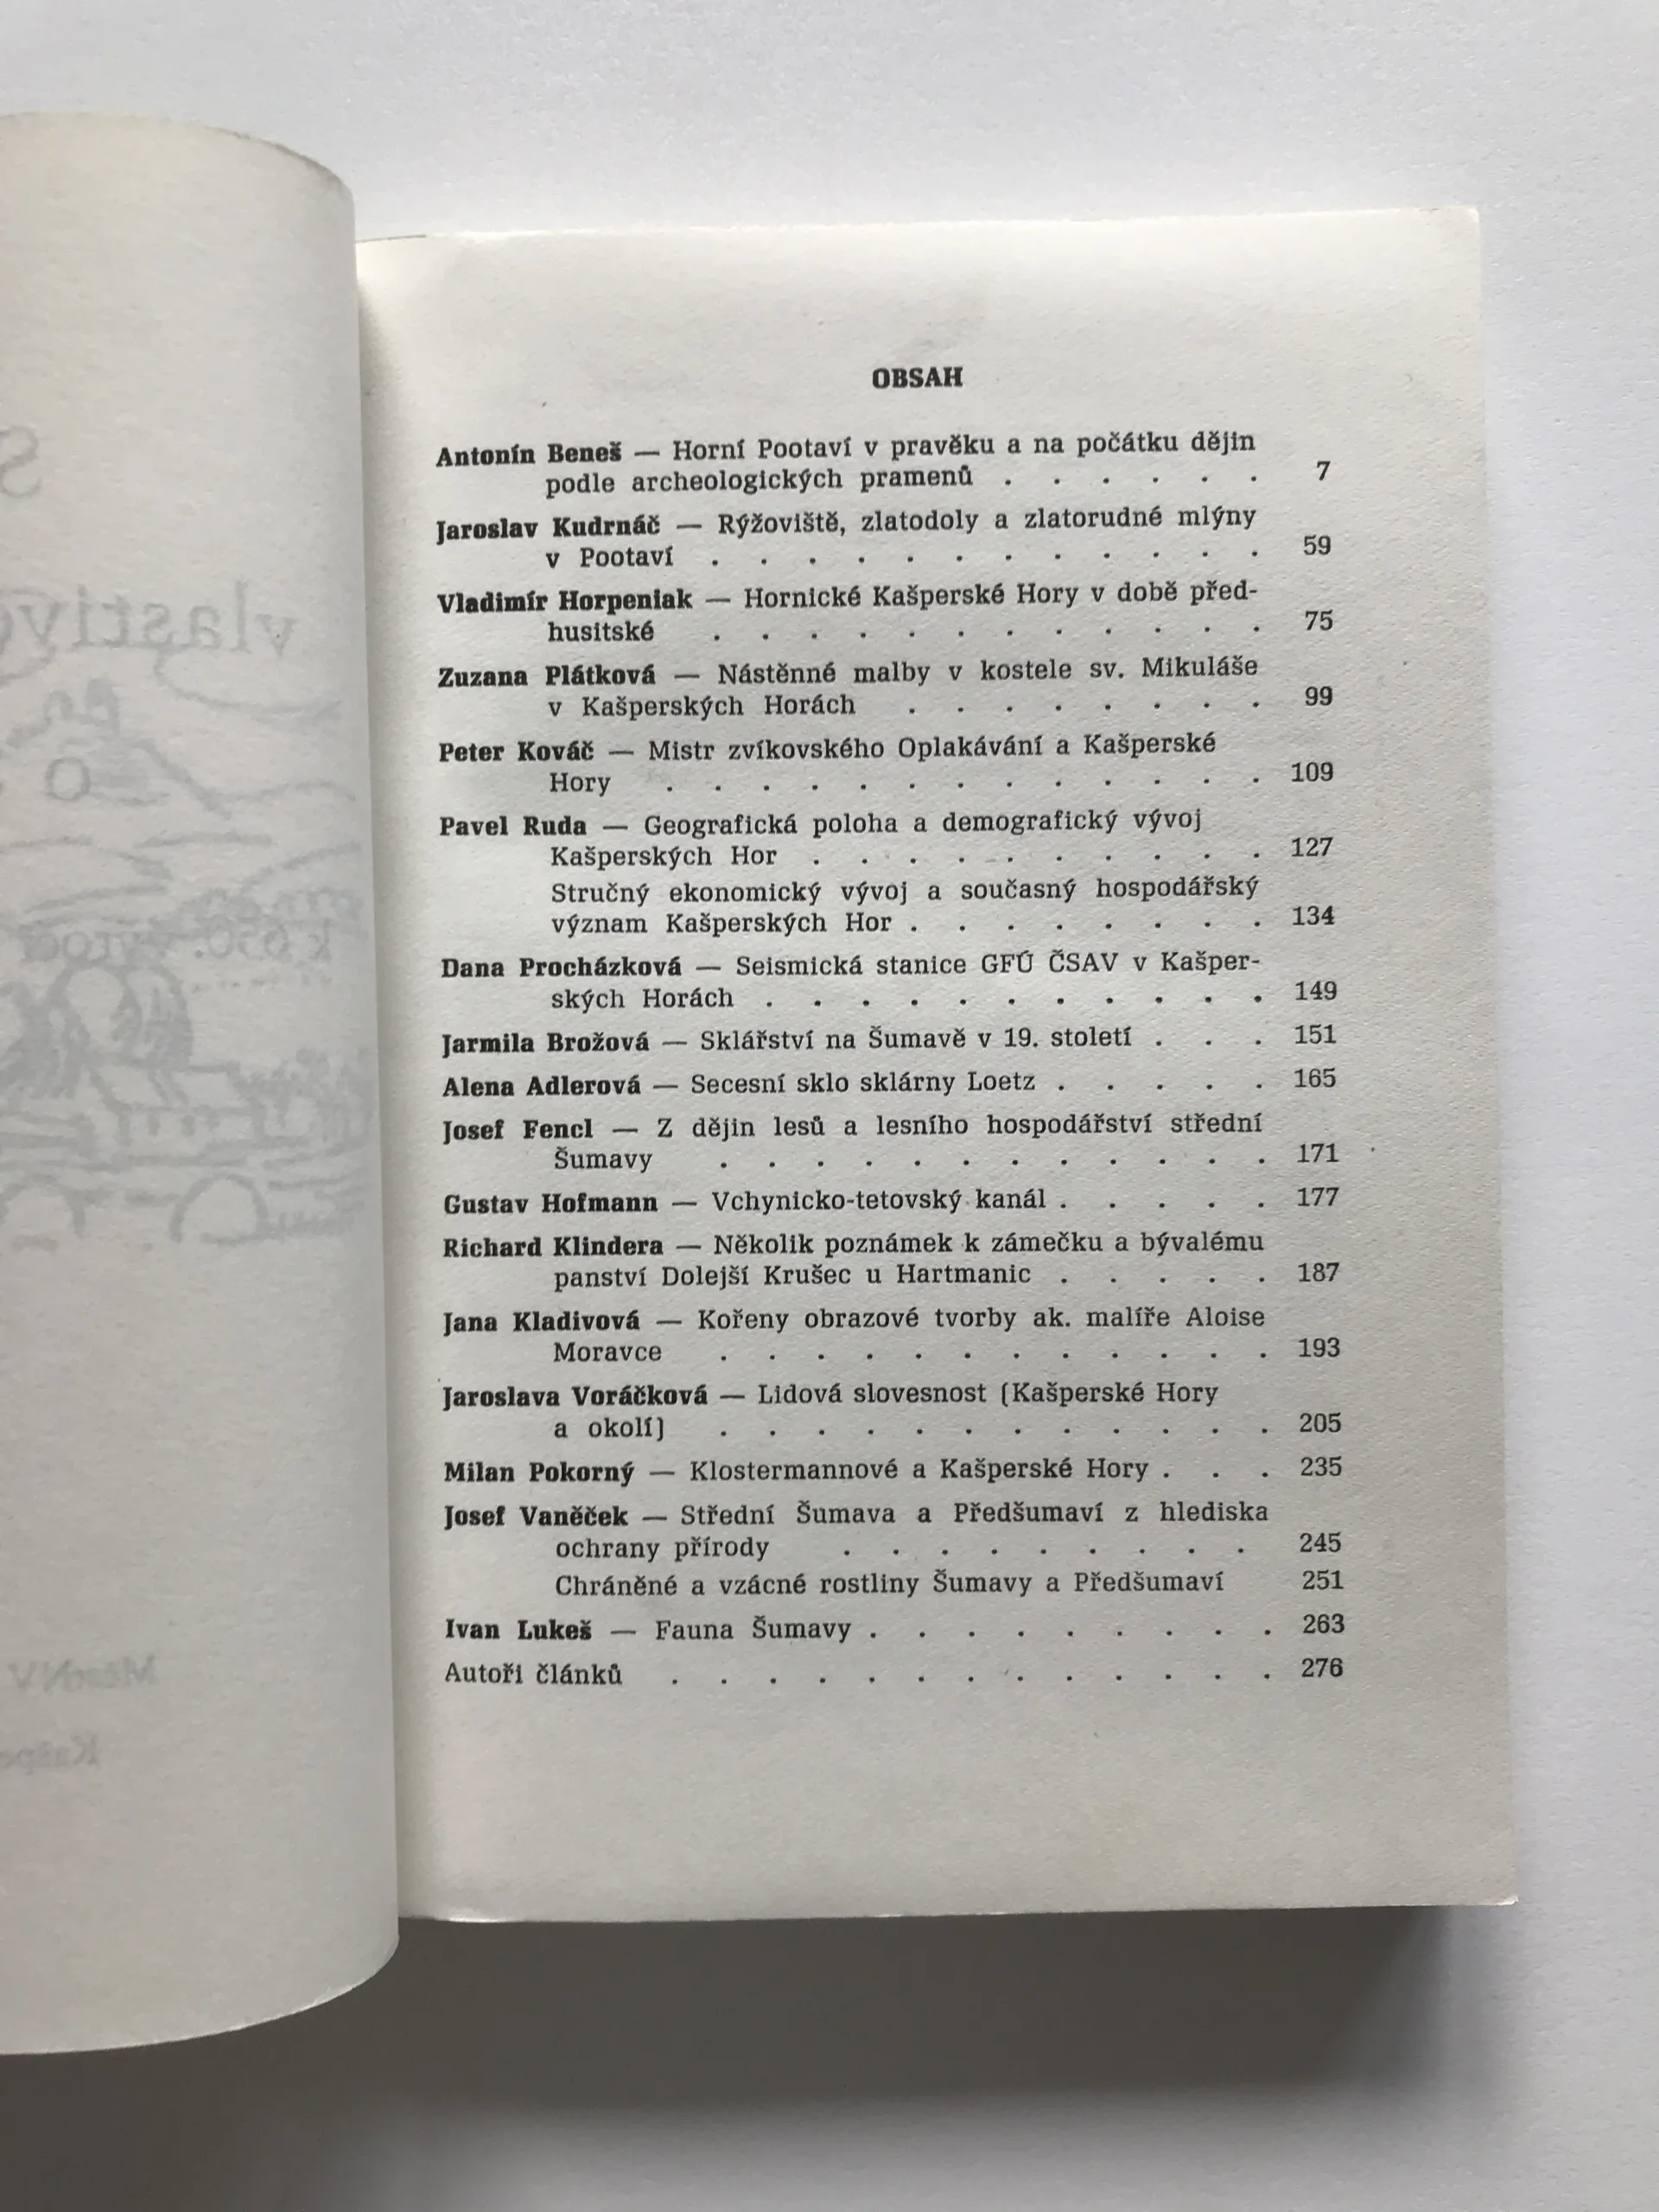 OBSAH
Antonín Beneš — Horní Pootaví v pravěku a na počátku dějin
podle archeologických pramenů . . . . . . 7
Jaroslav Kudrnáč — Rýžoviště, zlatodoly a zlatorudné mlýny
v Pootaví . . . . . . . . . . . . 59
Vladimír Horpeniak — Hornické Kašperské Hory v době před-
husitské . . . . . . . . . . . . 75
Zuzana Plátková — Nástěnné malby v kostele sv. Mikuláše
v Kašperských Horách . . . . . . . . 99
Peter Kováč — Mistr zvíkovského Oplakávání a Kašperské
Hory . . . . . . . . . . . . . 109
Pavel Ruda — Geografická poloha a demografický vývoj
Kašperských Hor . . . . . . . . . . 127
Stručný ekonomický vývoj a současný hospodářský
význam Kašperských Hor . . . . . . . . 134
Dana Procházková — Seismická stanice GFÚ ČSAV v Kašper-
ských Horách . . . . . . . . . . . 149
Jarmila Brožová — Sklářství na Šumavě v 19. století . . . 151
Alena Adlerová — Secesní sklo sklárny Loetz . . . . . 165
Josef Fencl — Z dějin lesů a lesního hospodářství střední
Šumavy . . . . . . . . . . . . 171
Gustav Hofmann — Vchynicko-tetovský kanál . . . . . 177
Richard Klindera — Několik poznámek k zámečku a bývalému
panství Dolejší Krušec u Hartmanic . . . . . 187
Jana Kladivová — Kořeny obrazové tvorby ak. malíře Aloise
Moravce . . . . . . . . . . . . 193
Jaroslava Voráčková — Lidová slovesnost (Kašperské Hory
a okolí) . . . . . . . . . . . . 205
Milan Pokorný — Klostermannové a Kašperské Hory . . . 235
Josef Vaněček — Střední Šumava a Předšumaví z hlediska
ochrany přírody . . . . . . . . . 245
Chráněné a vzácné rostliny Šumavy a Předšumaví 251
Ivan Lukeš — Fauna Šumavy . . . . . . . . . 263
Autoři článků . . . . . . . . . . . . . 276